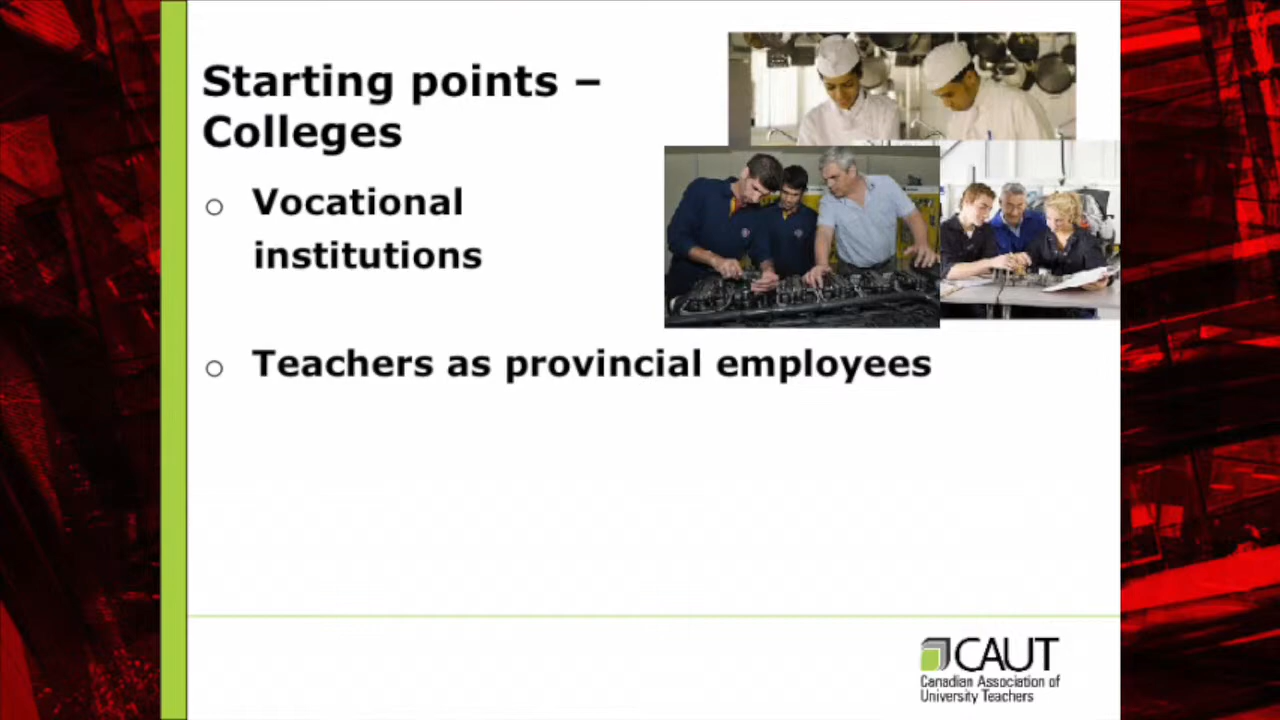 Starting points –
Colleges
Vocational
institutions
Teachers as provincial employees
CAUT
Canadian Association of
University Teachers